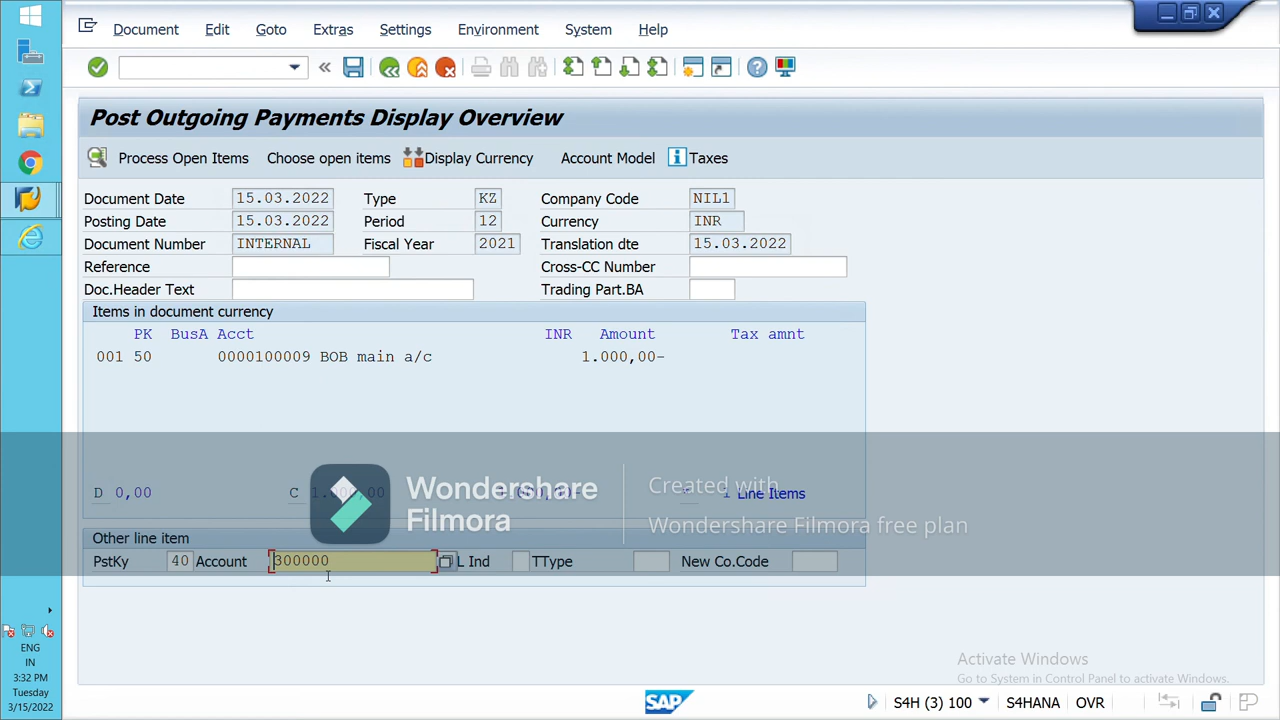 Document Edit Goto Extras Settings Environment System Help
Post Outgoing Payments Display Overview
Process Open Items Choose open items Display Currency Account Model Taxes
Document Date 15.03.2022 Type KZ Company Code NIL1
Posting Date 15.03.2022 Period 12 Currency INR
Document Number INTERNAL Fiscal Year 2021 Translation dte 15.03.2022
Reference Cross-CC Number
Doc.Header Text Trading Part.BA
Items in document currency
PK BusA Acct INR Amount Tax amnt
001 50 0000100009 BOB main a/c 1.000,00-
D 0,00 C 1.000,00 * 1 Line Items
Wondershare
Filmora
Created with
Wondershare Filmora free plan
Other line item
PstKy 40 Account 300000 L Ind TType New Co.Code
ENG
IN
3:32 PM
Tuesday
3/15/2022
Activate Windows
Go to System in Control Panel to activate Windows.
SAP S4H (3) 100 S4HANA OVR